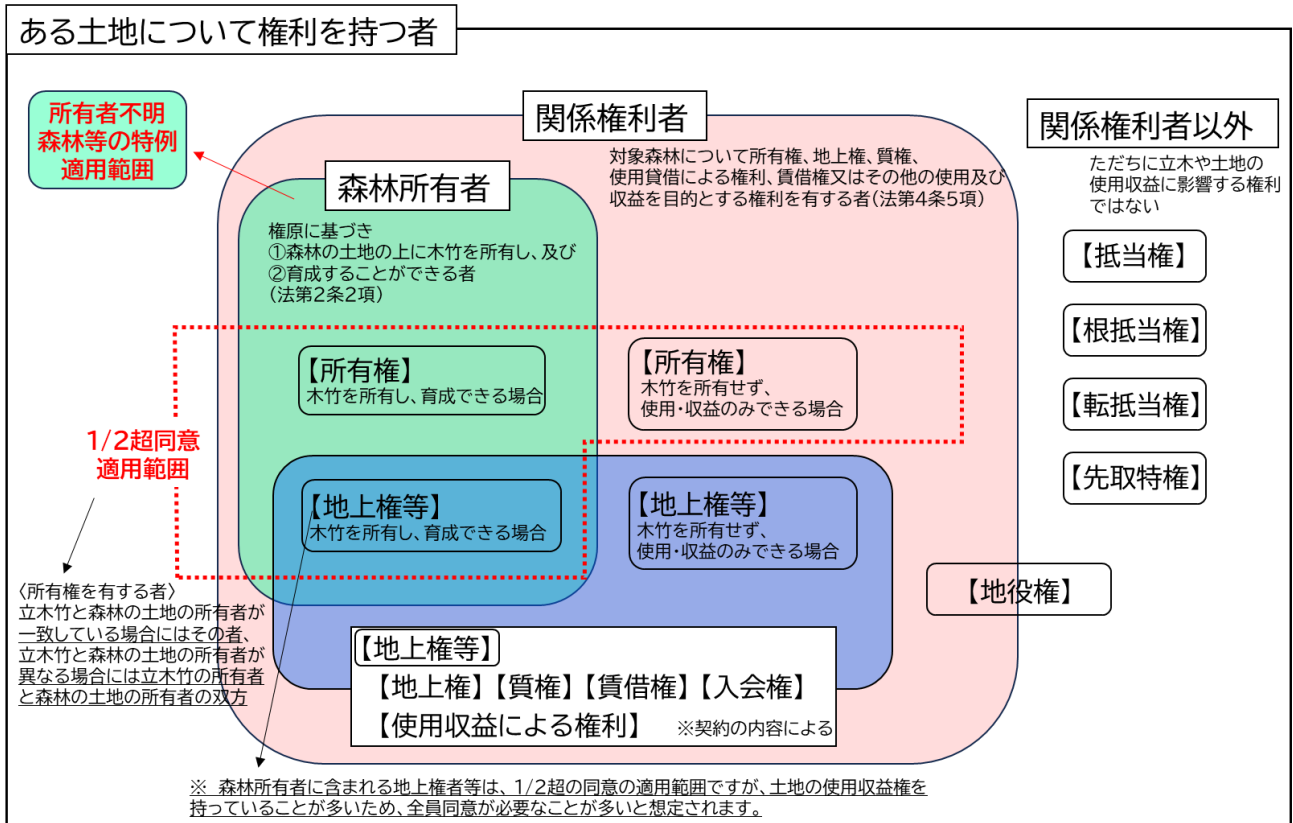 ある土地について権利を持つ者
所有者不明
森林等の特例
適用範囲
関係権利者
対象森林について所有権、地上権、質権、
使用貸借による権利、賃借権又はその他の使用及び
収益を目的とする権利を有する者(法第4条5項)
関係権利者以外
ただちに立木や土地の
使用収益に影響する権利
ではない
【抵当権】
【根抵当権】
【転抵当権】
【先取特権】
森林所有者
権原に基づき
①森林の土地の上に木竹を所有し、及び
②育成することができる者
(法第2条2項)
【所有権】
木竹を所有し、育成できる場合
【所有権】
木竹を所有せず、
使用・収益のみできる場合
1/2超同意
適用範囲
【地上権等】
木竹を所有し、育成できる場合
【地上権等】
木竹を所有せず、
使用・収益のみできる場合
【地役権】
〈所有権を有する者〉
立木竹と森林の土地の所有者が
一致している場合にはその者、
立木竹と森林の土地の所有者が
異なる場合には立木竹の所有者
と森林の土地の所有者の双方
【地上権等】
【地上権】【質権】【賃借権】【入会権】
【使用収益による権利】 ※契約の内容による
※ 森林所有者に含まれる地上権者等は、1/2超の同意の適用範囲ですが、土地の使用収益権を
持っていることが多いため、全員同意が必要なことが多いと想定されます。